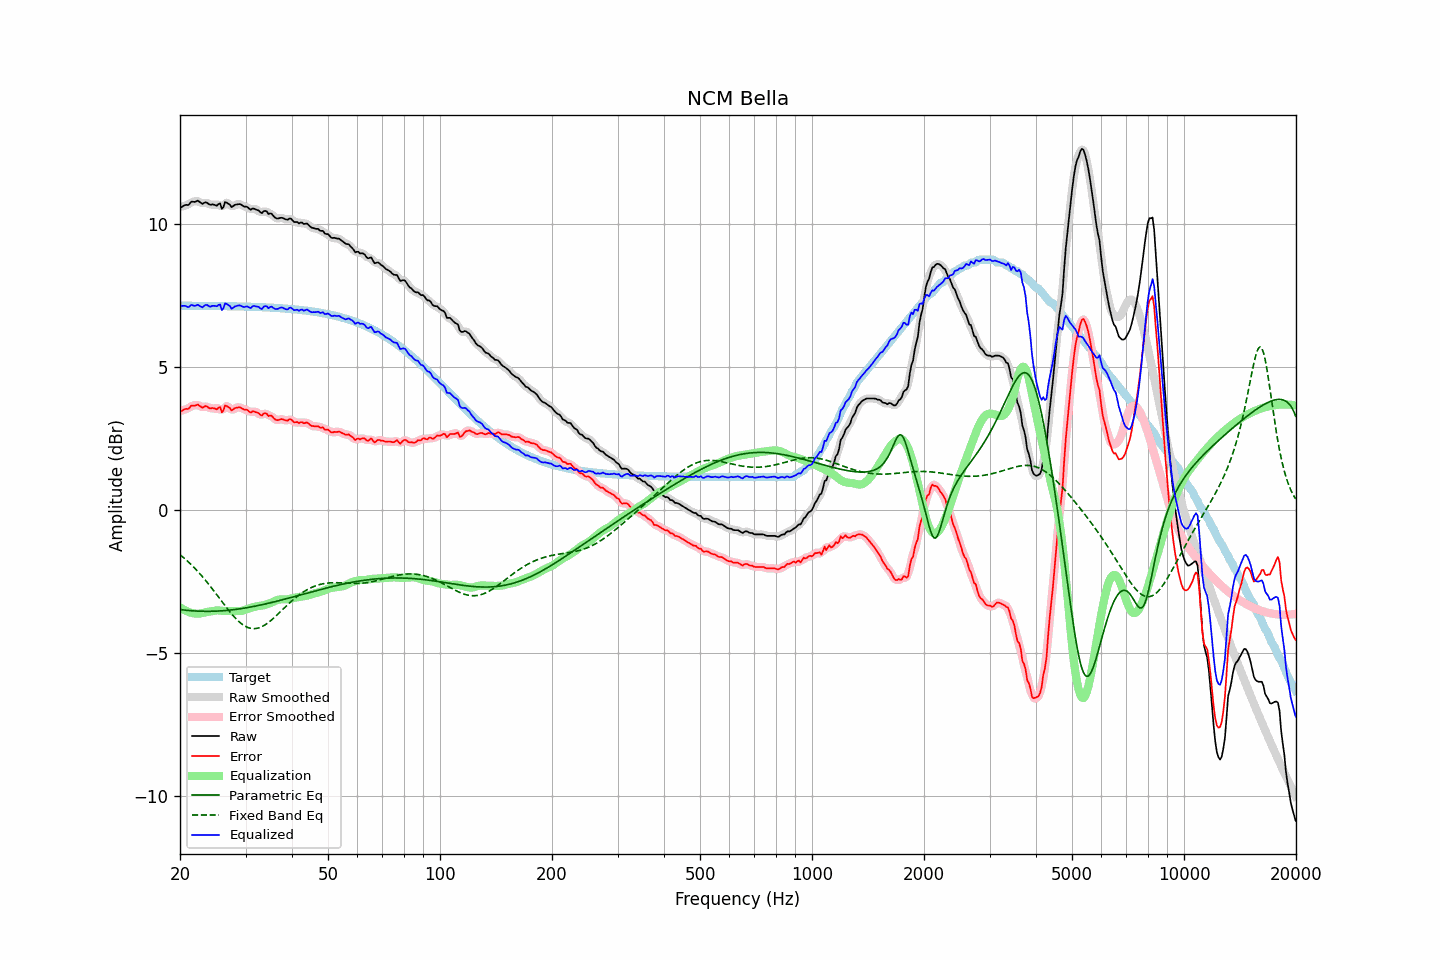 NCM Bella
Amplitude (dBr)
10
5
0
−5
−10
Target
Raw Smoothed
Error Smoothed
Raw
Error
Equalization
Parametric Eq
Fixed Band Eq
Equalized
20
50
100
200
500
1000
2000
5000
10000
20000
Frequency (Hz)